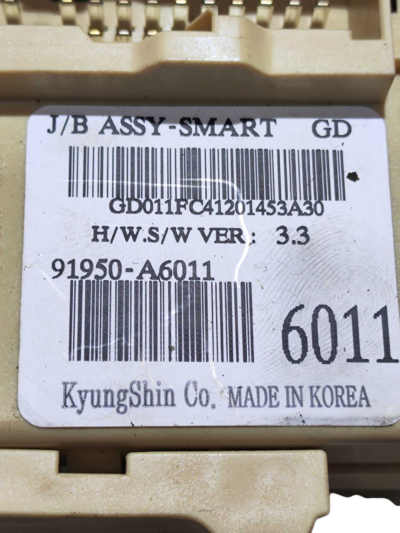 J/B ASSY-SMART GD
GD011FC41201453A30
H/W.S/W VER: 3.3
91950-A6011
6011
KyungShin Co. MADE IN KOREA